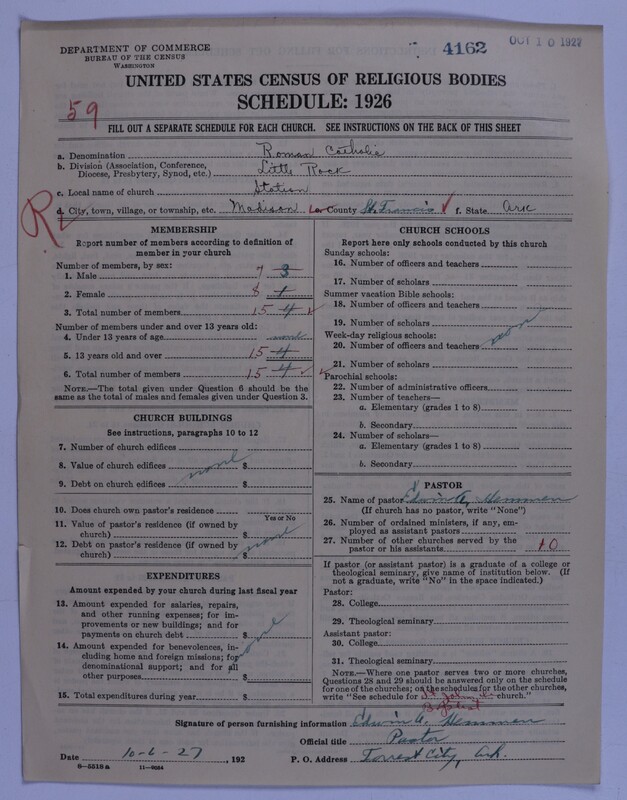 DEPARTMENT OF COMMERCE
BUREAU OF THE CENSUS
WASHINGTON
4162
OCT 10 1927
UNITED STATES CENSUS OF RELIGIOUS BODIES
SCHEDULE: 1926
59
FILL OUT A SEPARATE SCHEDULE FOR EACH CHURCH. SEE INSTRUCTIONS ON THE BACK OF THIS SHEET
a. Denomination Roman Catholic
b. Division (Association, Conference, Diocese, Presbytery, Synod, etc.) Little Rock
c. Local name of church Station
R
d. City, town, village, or township, etc. Madison County St. Francis f. State Ark
MEMBERSHIP
Report number of members according to definition of
member in your church
Number of members, by sex:
1. Male 7 3
2. Female 8 1
3. Total number of members 15 4
Number of members under and over 13 years old:
4. Under 13 years of age none
5. 13 years old and over 15 4
6. Total number of members 15 4
NOTE.—The total given under Question 6 should be
same as the total of males and females given under Question 3.
CHURCH BUILDINGS
See instructions, paragraphs 10 to 12
7. Number of church edifices
8. Value of church edifices $ none
9. Debt on church edifices $
10. Does church own pastor's residence
Yes or No
11. Value of pastor's residence (if owned by
church) $ none
12. Debt on pastor's residence (if owned by
church) $
EXPENDITURES
Amount expended by your church during last fiscal year
13. Amount expended for salaries, repairs,
and other running expenses; for im-
provements or new buildings; and for
payments on church debt $
none
14. Amount expended for benevolences, in-
cluding home and foreign missions; for
denominational support; and for all
other purposes $
15. Total expenditures during year $
CHURCH SCHOOLS
Report here only schools conducted by this church
Sunday schools:
16. Number of officers and teachers
17. Number of scholars
Summer vacation Bible schools:
18. Number of officers and teachers
19. Number of scholars
Week-day religious schools:
20. Number of officers and teachers non
21. Number of scholars
Parochial schools:
22. Number of administrative officers
23. Number of teachers—
a. Elementary (grades 1 to 8)
b. Secondary
24. Number of scholars—
a. Elementary (grades 1 to 8)
b. Secondary
PASTOR
25. Name of pastor Edwin A. Hemmen
(If church has no pastor, write "None")
26. Number of ordained ministers, if any, em-
ployed as assistant pastors
27. Number of other churches served by the
pastor or his assistants 10
If pastor (or assistant pastor) is a graduate of a college or
theological seminary, give name of institution below. (If
not a graduate, write "No" in the space indicated.)
Pastor:
28. College
29. Theological seminary
Assistant pastor:
30. College
31. Theological seminary
NOTE.—Where one pastor serves two or more churches,
Questions 28 and 29 should be answered only on the schedule
for one of the churches; on the schedules for the other churches,
write "See schedule for St. John church."
Baptist
Signature of person furnishing information Edwin A. Hemmen
Official title Pastor
Date 10-6-27, 192 P. O. Address Forrest City, Ark.
8—5518 a 11—9654